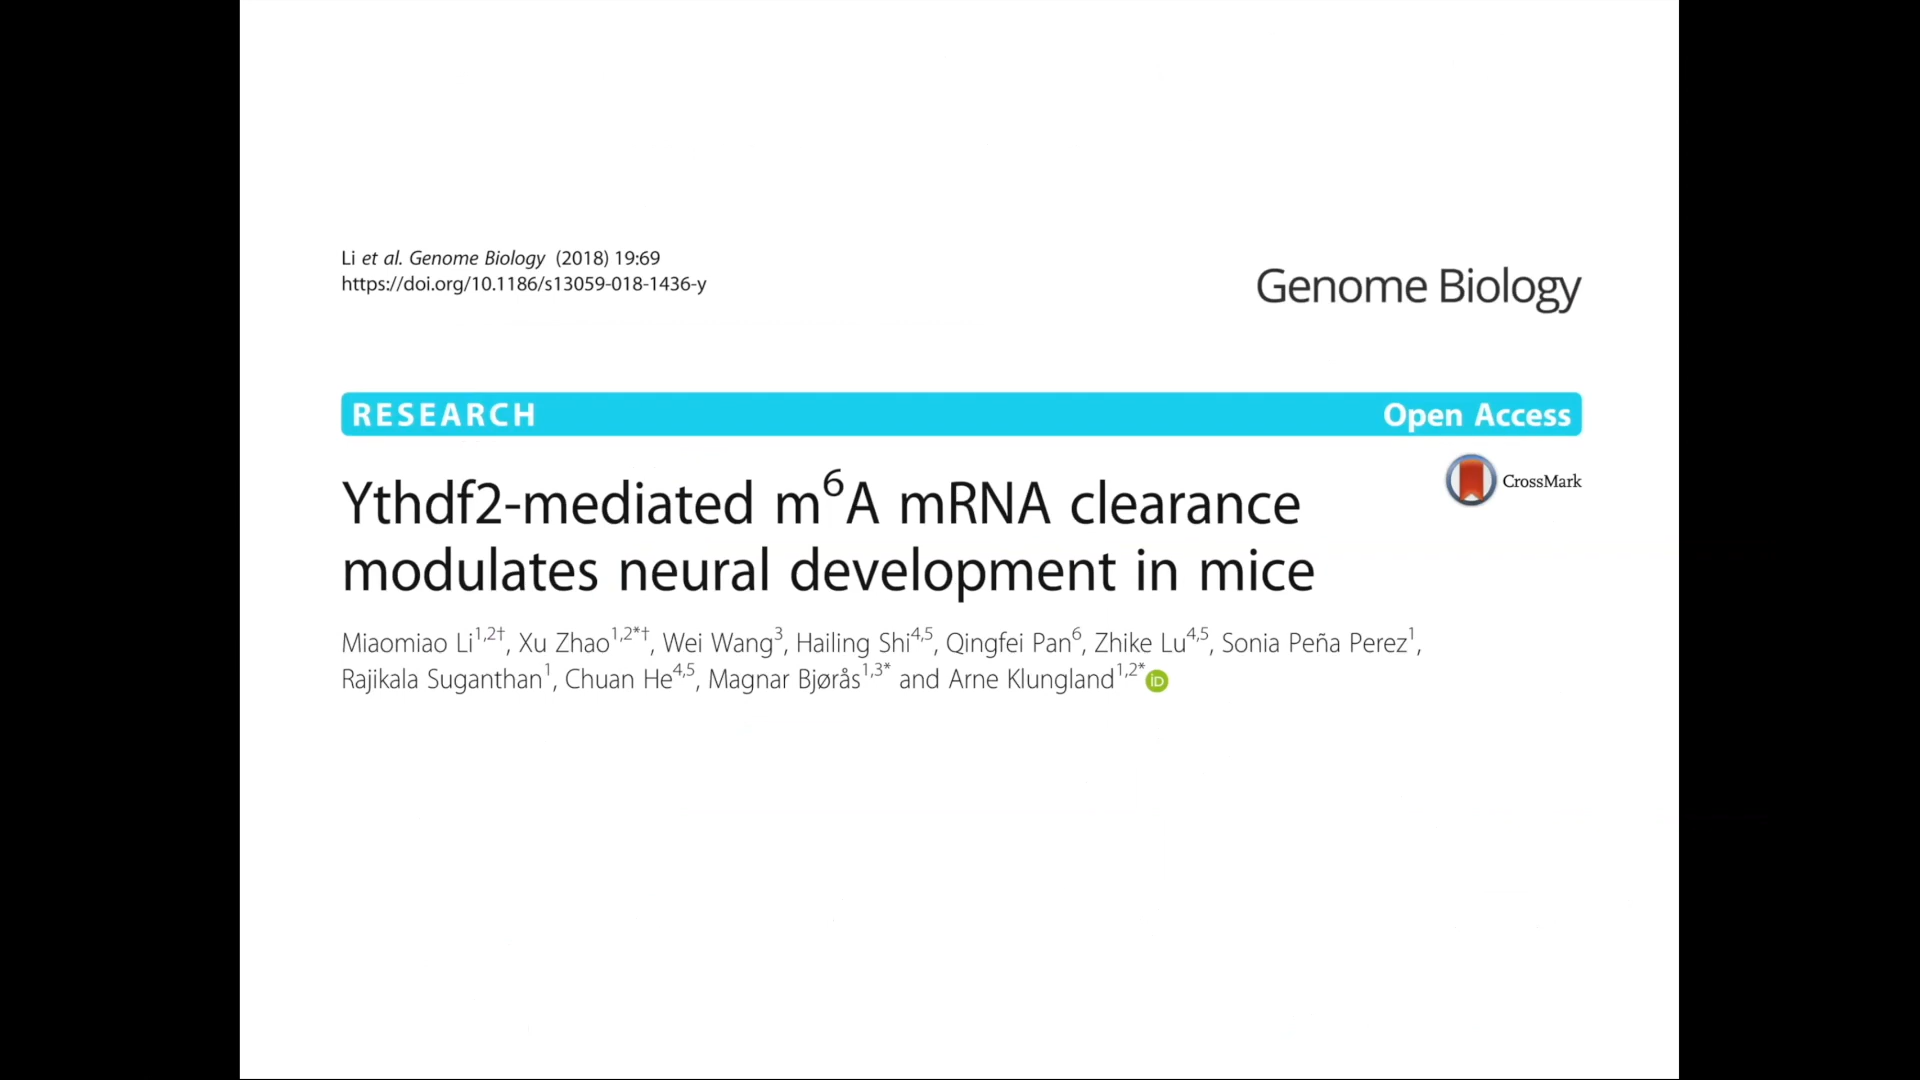 Li et al. Genome Biology (2018) 19:69
https://doi.org/10.1186/s13059-018-1436-y
Genome Biology
RESEARCH
Open Access
CrossMark
Ythdf2-mediated m⁶A mRNA clearance
modulates neural development in mice
Miaomiao Li1,2†, Xu Zhao1,2*†, Wei Wang3, Hailing Shi4,5, Qingfei Pan6, Zhike Lu4,5, Sonia Peña Perez1,
Rajikala Suganthan1, Chuan He4,5, Magnar Bjørås1,3* and Arne Klungland1,2* iD